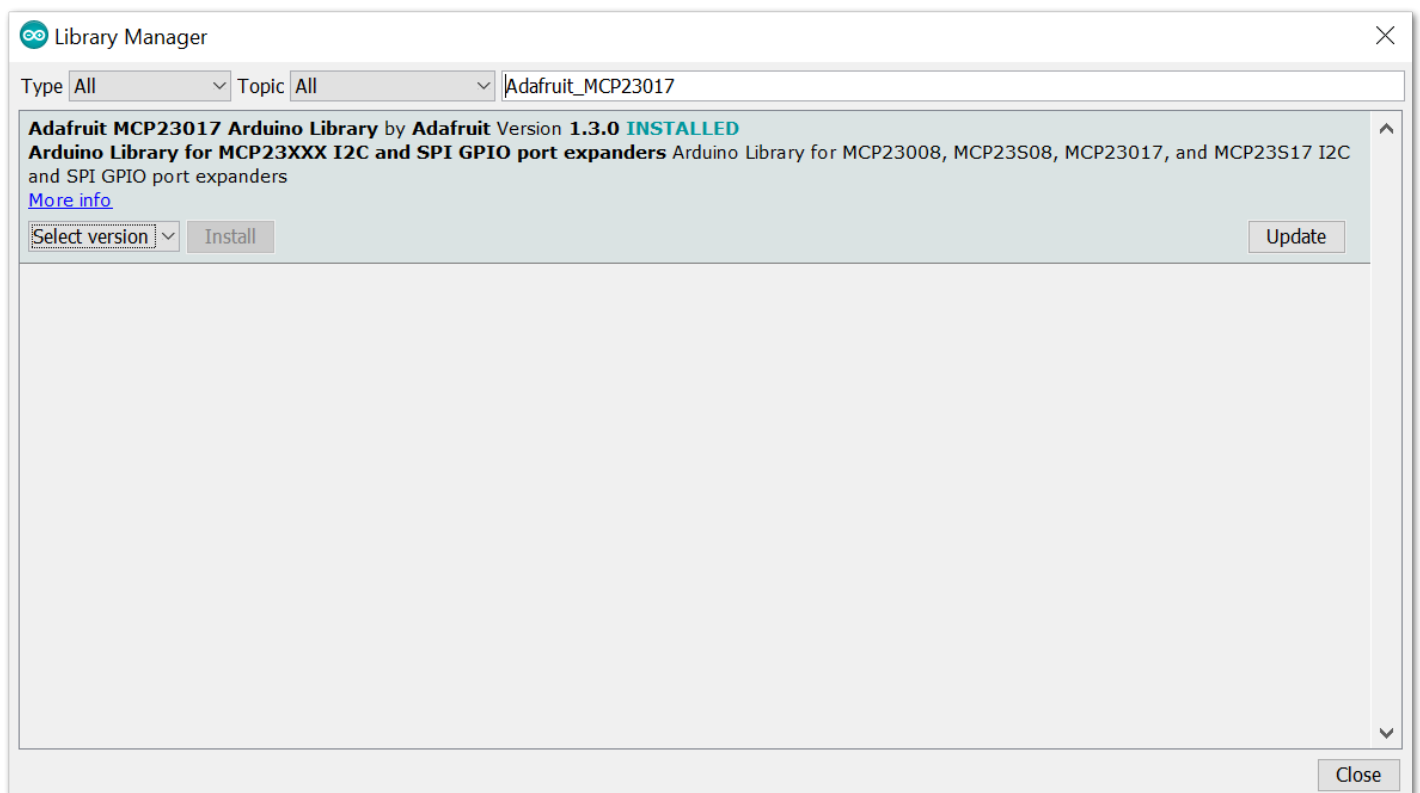 Library Manager
Type All Topic All Adafruit_MCP23017
Adafruit MCP23017 Arduino Library by Adafruit Version 1.3.0 INSTALLED
Arduino Library for MCP23XXX I2C and SPI GPIO port expanders Arduino Library for MCP23008, MCP23S08, MCP23017, and MCP23S17 I2C
and SPI GPIO port expanders
More info
Select version Install Update
Close